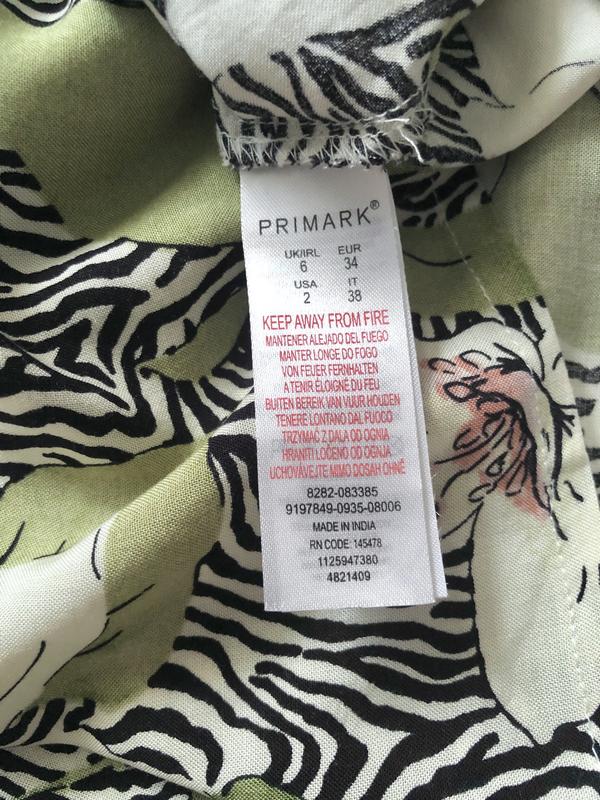 PRIMARK®
UK/IRL EUR
6 34
USA IT
2 38
KEEP AWAY FROM FIRE
MANTENER ALEJADO DEL FUEGO
MANTER LONGE DO FOGO
VON FEUER FERNHALTEN
A TENIR ÉLOIGNÉ DU FEU
BUITEN BEREIK VAN VUUR HOUDEN
TENERE LONTANO DAL FUOCO
TRZYMAĆ Z DALA OD OGNIA
HRANITI LOČENO OD OGNJA
UCHOVÁVEJTE MIMO DOSAH OHNĚ
8282-083385
9197849-0935-08006
MADE IN INDIA
RN CODE: 145478
1125947380
4821409